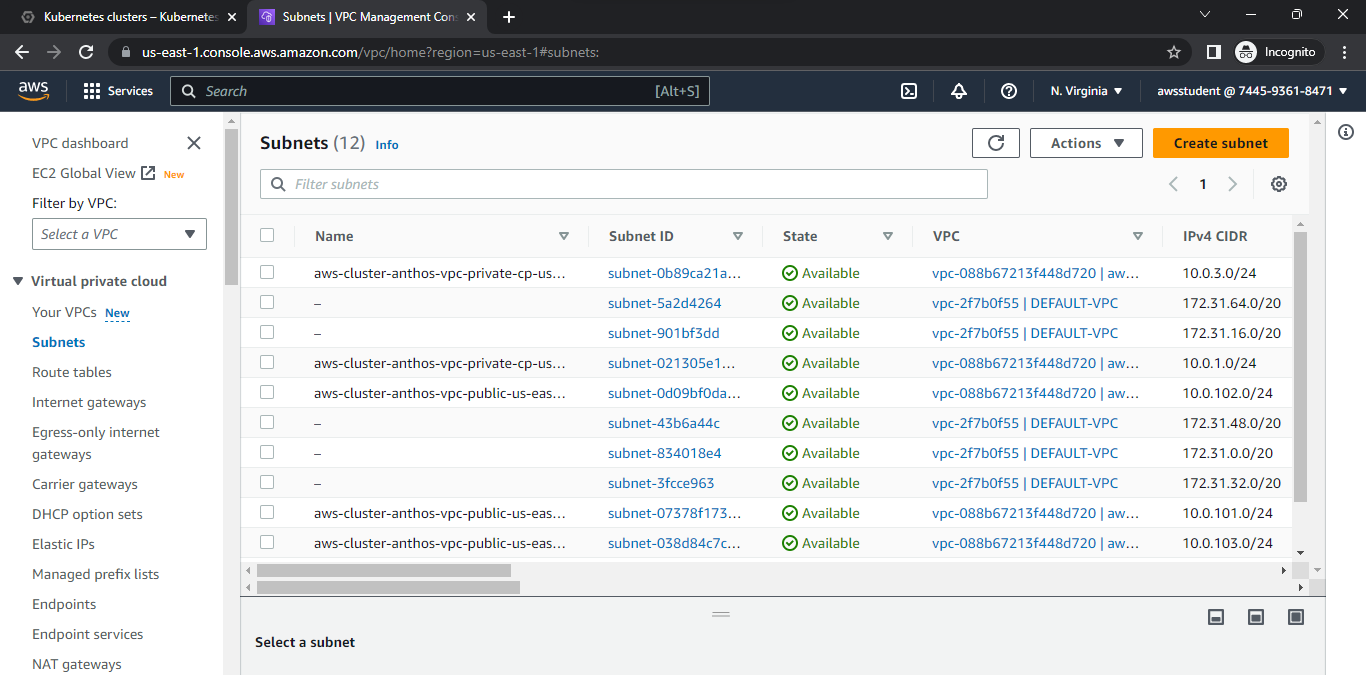 Kubernetes clusters – Kubernetes
Subnets | VPC Management Con
us-east-1.console.aws.amazon.com/vpc/home?region=us-east-1#subnets:
Incognito
aws
Services
Search
[Alt+S]
N. Virginia
awsstudent @ 7445-9361-8471
VPC dashboard
EC2 Global View New
Filter by VPC:
Select a VPC
Virtual private cloud
Your VPCs New
Subnets
Route tables
Internet gateways
Egress-only internet
gateways
Carrier gateways
DHCP option sets
Elastic IPs
Managed prefix lists
Endpoints
Endpoint services
NAT gateways
Subnets (12) Info
Actions
Create subnet
Filter subnets
1
Name Subnet ID State VPC IPv4 CIDR
aws-cluster-anthos-vpc-private-cp-us... subnet-0b89ca21a... Available vpc-088b67213f448d720 | aw... 10.0.3.0/24
– subnet-5a2d4264 Available vpc-2f7b0f55 | DEFAULT-VPC 172.31.64.0/20
– subnet-901bf3dd Available vpc-2f7b0f55 | DEFAULT-VPC 172.31.16.0/20
aws-cluster-anthos-vpc-private-cp-us... subnet-021305e1... Available vpc-088b67213f448d720 | aw... 10.0.1.0/24
aws-cluster-anthos-vpc-public-us-eas... subnet-0d09bf0da... Available vpc-088b67213f448d720 | aw... 10.0.102.0/24
– subnet-43b6a44c Available vpc-2f7b0f55 | DEFAULT-VPC 172.31.48.0/20
– subnet-834018e4 Available vpc-2f7b0f55 | DEFAULT-VPC 172.31.0.0/20
– subnet-3fcce963 Available vpc-2f7b0f55 | DEFAULT-VPC 172.31.32.0/20
aws-cluster-anthos-vpc-public-us-eas... subnet-07378f173... Available vpc-088b67213f448d720 | aw... 10.0.101.0/24
aws-cluster-anthos-vpc-public-us-eas... subnet-038d84c7c... Available vpc-088b67213f448d720 | aw... 10.0.103.0/24
Select a subnet